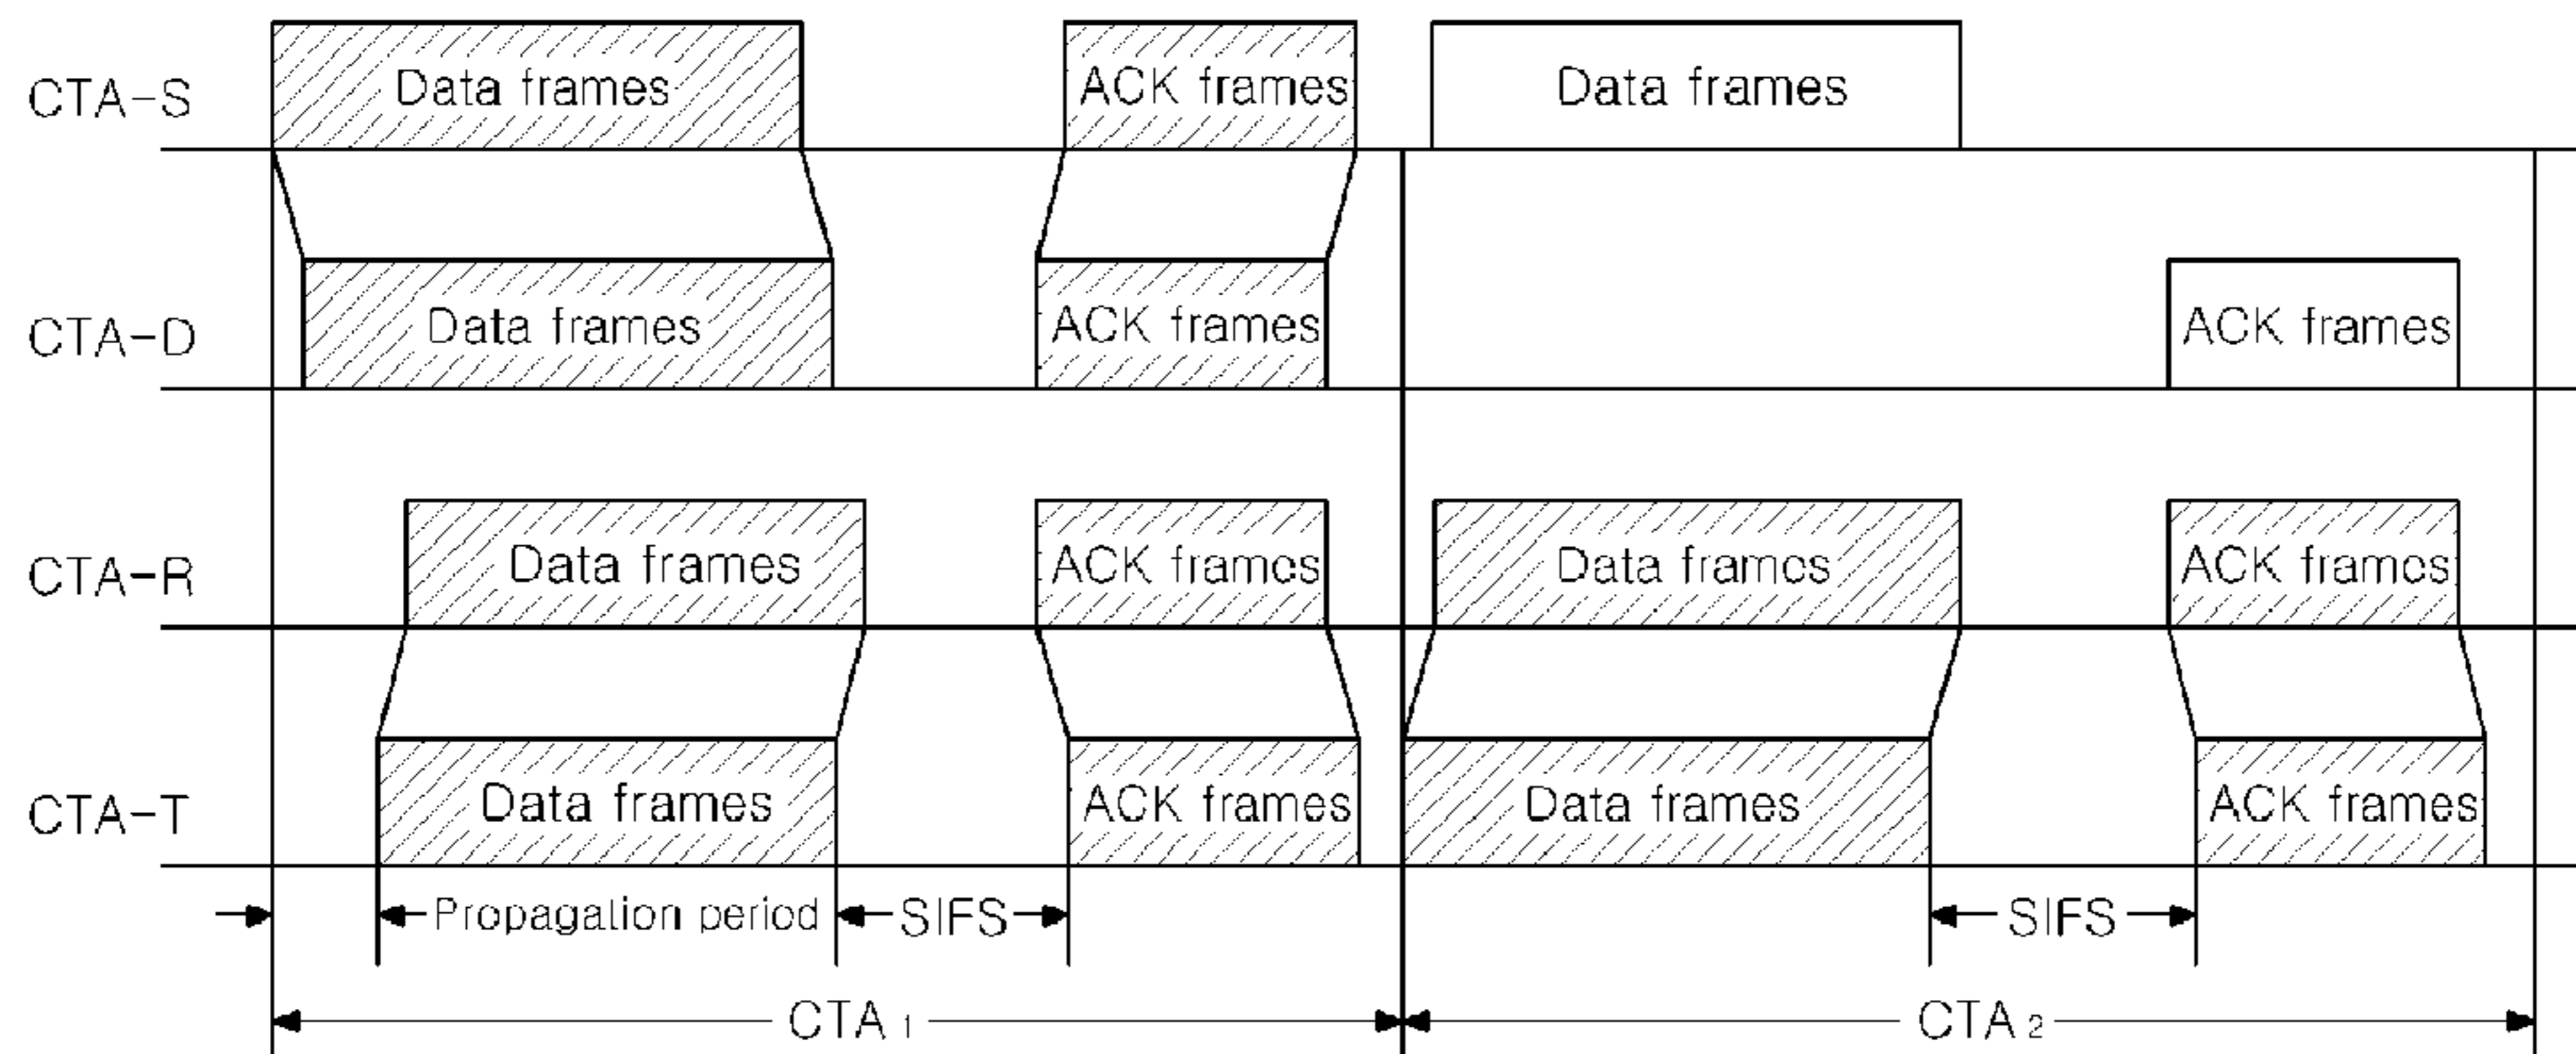 CTA-S Data frames ACK frames Data frames
CTA-D Data frames ACK frames ACK frames
CTA-R Data frames ACK frames Data frames ACK frames
CTA-T Data frames ACK frames Data frames ACK frames
Propagation period SIFS SIFS
CTA 1 CTA 2